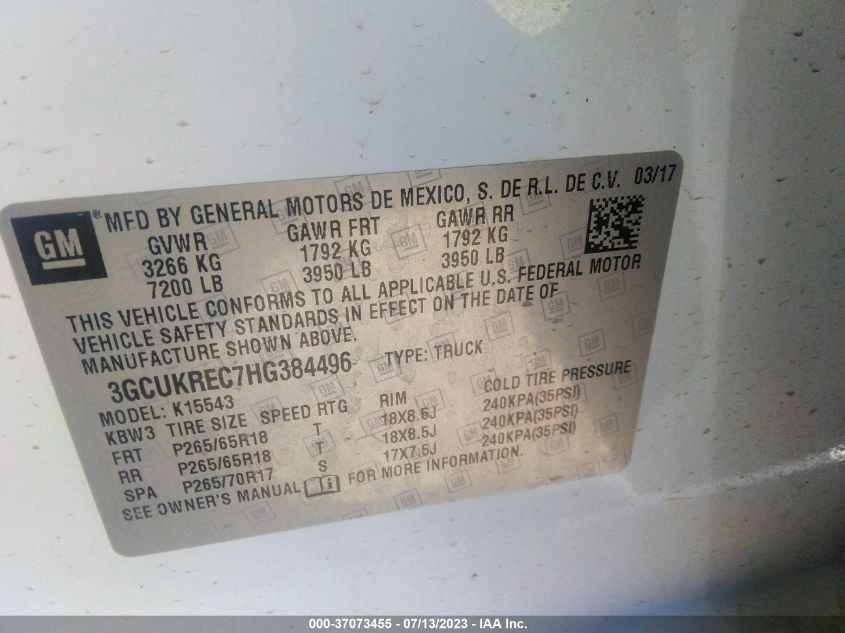 GM ® MFD BY GENERAL MOTORS DE MEXICO, S. DE R.L. DE C.V. 03/17
GVWR GAWR FRT GAWR RR
3266 KG 1792 KG 1792 KG
7200 LB 3950 LB 3950 LB
THIS VEHICLE CONFORMS TO ALL APPLICABLE U.S. FEDERAL MOTOR
VEHICLE SAFETY STANDARDS IN EFFECT ON THE DATE OF
MANUFACTURE SHOWN ABOVE.
3GCUKREC7HG384496 TYPE: TRUCK
MODEL: K15543
KBW3 TIRE SIZE SPEED RTG RIM COLD TIRE PRESSURE
FRT P265/65R18 T 18X8.5J 240KPA(35PSI)
RR P265/65R18 T 18X8.5J 240KPA(35PSI)
SPA P265/70R17 S 17X7.5J 240KPA(35PSI)
SEE OWNER'S MANUAL i FOR MORE INFORMATION.
000-37073455 - 07/13/2023 - IAA Inc.